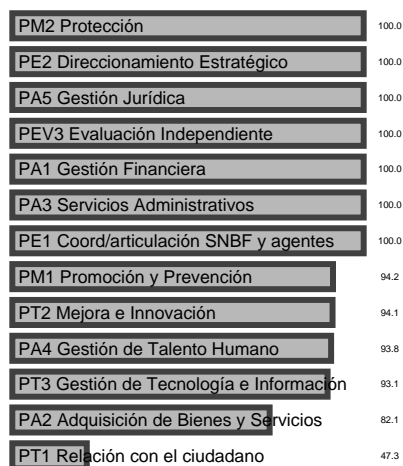 PM2 Protección 100.0
PE2 Direccionamiento Estratégico 100.0
PA5 Gestión Jurídica 100.0
PEV3 Evaluación Independiente 100.0
PA1 Gestión Financiera 100.0
PA3 Servicios Administrativos 100.0
PE1 Coord/articulación SNBF y agentes 100.0
PM1 Promoción y Prevención 94.2
PT2 Mejora e Innovación 94.1
PA4 Gestión de Talento Humano 93.8
PT3 Gestión de Tecnología e Información 93.1
PA2 Adquisición de Bienes y Servicios 82.1
PT1 Relación con el ciudadano 47.3